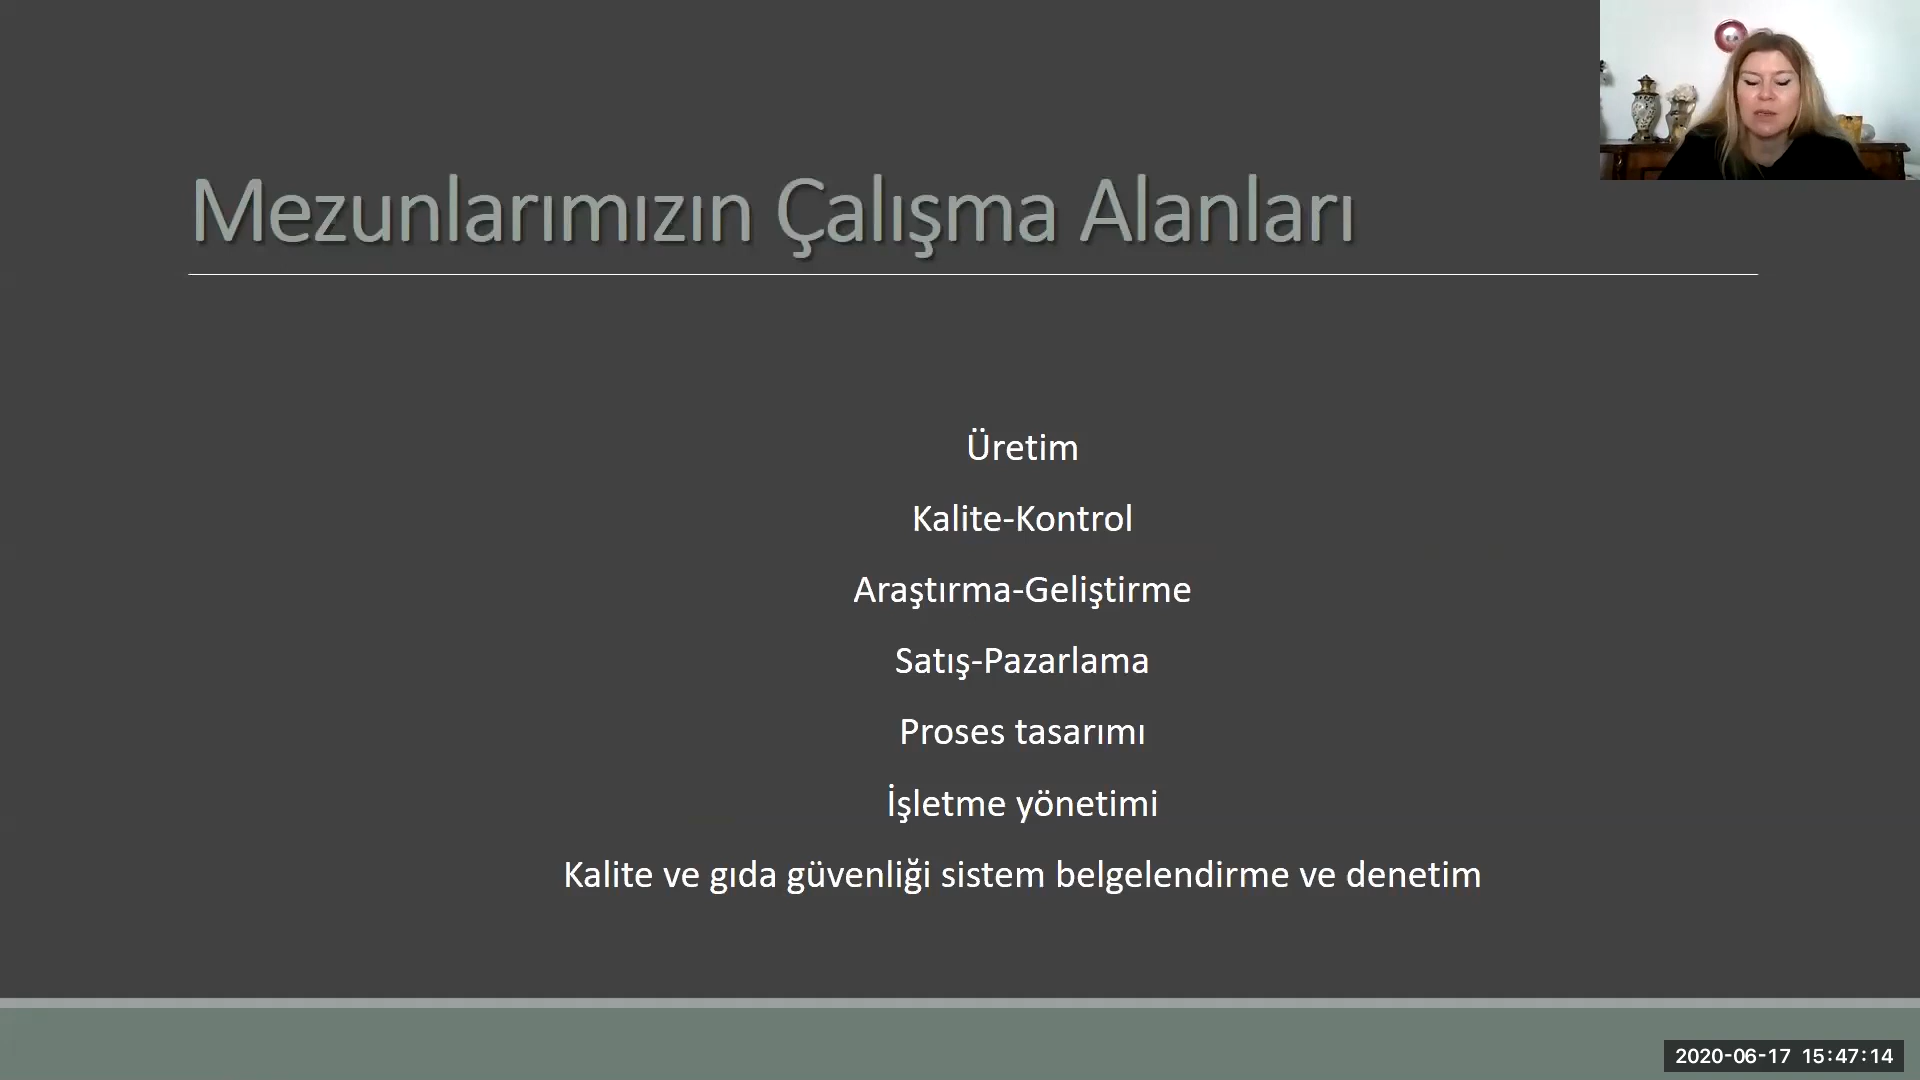 Mezunlarımızın Çalışma Alanları
Üretim
Kalite-Kontrol
Araştırma-Geliştirme
Satış-Pazarlama
Proses tasarımı
İşletme yönetimi
Kalite ve gıda güvenliği sistem belgelendirme ve denetim
2020-06-17 15:47:14